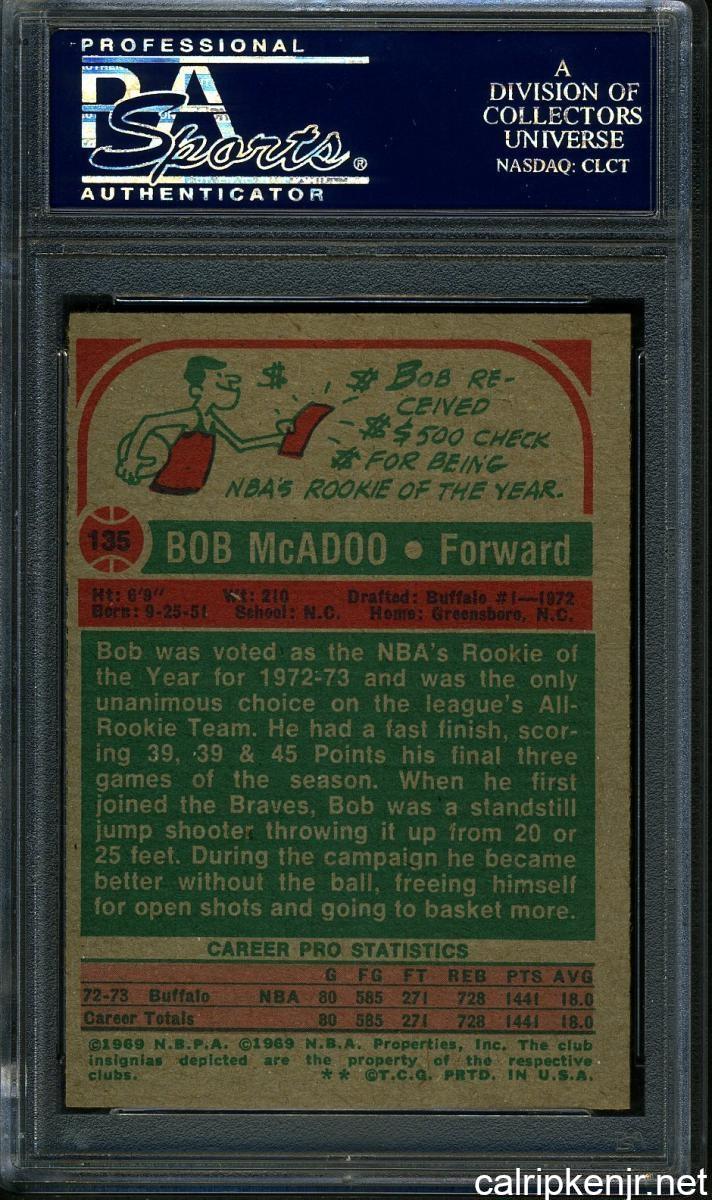 PROFESSIONAL
PSA
Sports®
AUTHENTICATOR
A
DIVISION OF
COLLECTORS
UNIVERSE
NASDAQ: CLCT
$ $ BOB RE-
CEIVED
$ $500 CHECK
$ FOR BEING
NBA'S ROOKIE OF THE YEAR.
135
BOB McADOO • Forward
Ht: 6'9" Wt: 210 Drafted: Buffalo #1—1972
Born: 9-25-51 School: N.C. Home: Greensboro, N.C.
Bob was voted as the NBA's Rookie of
the Year for 1972-73 and was the only
unanimous choice on the league's All-
Rookie Team. He had a fast finish, scor-
ing 39, 39 & 45 Points his final three
games of the season. When he first
joined the Braves, Bob was a standstill
jump shooter throwing it up from 20 or
25 feet. During the campaign he became
better without the ball, freeing himself
for open shots and going to basket more.
CAREER PRO STATISTICS
G FG FT REB PTS AVG
72-73 Buffalo NBA 80 585 271 728 1441 18.0
Career Totals 80 585 271 728 1441 18.0
©1969 N.B.P.A. ©1969 N.B.A. Properties, Inc. The club
insignias depicted are the property of the respective
clubs. ** ©T.C.G. PRTD. IN U.S.A.
calripkenjr.net